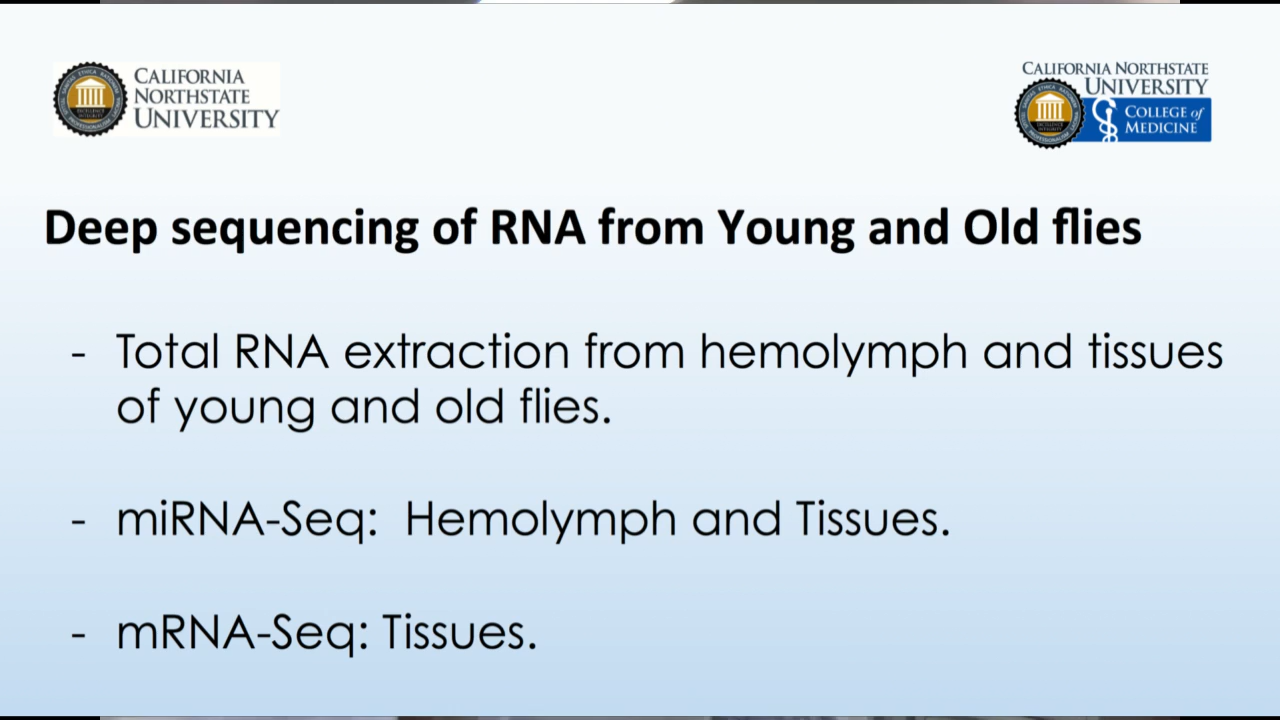 CALIFORNIA
NORTHSTATE
UNIVERSITY
CALIFORNIA NORTHSTATE
UNIVERSITY
COLLEGE of
MEDICINE
Deep sequencing of RNA from Young and Old flies
- Total RNA extraction from hemolymph and tissues
of young and old flies.
- miRNA-Seq: Hemolymph and Tissues.
- mRNA-Seq: Tissues.